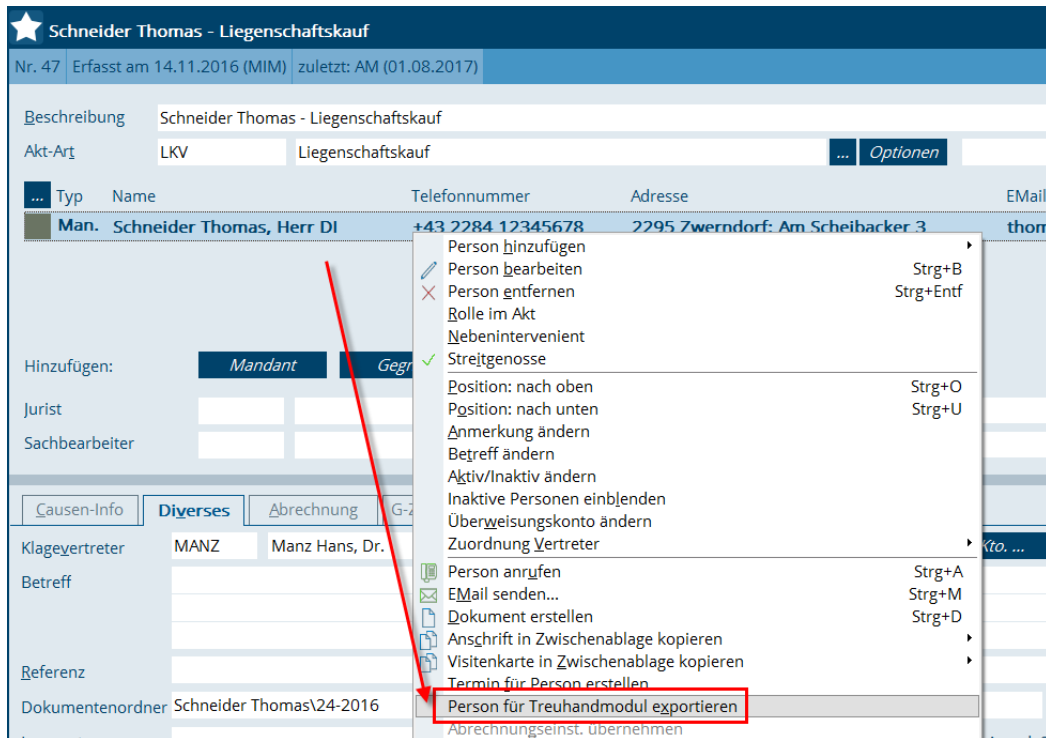 Schneider Thomas - Liegenschaftskauf
Nr. 47 Erfasst am 14.11.2016 (MIM) zuletzt: AM (01.08.2017)
Beschreibung Schneider Thomas - Liegenschaftskauf
Akt-Art LKV Liegenschaftskauf ... Optionen
... Typ Name Telefonnummer Adresse EMail
Man. Schneider Thomas, Herr DI +43 2284 12345678 2295 Zwerndorf: Am Scheibacker 3 thom
Person hinzufügen
Person bearbeiten Strg+B
Person entfernen Strg+Entf
Rolle im Akt
Nebenintervenient
Streitgenosse
Hinzufügen: Mandant Gegr
Position: nach oben Strg+O
Position: nach unten Strg+U
Jurist
Anmerkung ändern
Sachbearbeiter
Betreff ändern
Aktiv/Inaktiv ändern
Inaktive Personen einblenden
Causen-Info Diverses Abrechnung G-Z
Überweisungskonto ändern
Klagevertreter MANZ Manz Hans, Dr.
Zuordnung Vertreter Kto. ...
Betreff
Person anrufen Strg+A
EMail senden... Strg+M
Dokument erstellen Strg+D
Anschrift in Zwischenablage kopieren
Visitenkarte in Zwischenablage kopieren
Referenz
Termin für Person erstellen
Dokumentenordner Schneider Thomas\24-2016
Person für Treuhandmodul exportieren
Abrechnungseinst. übernehmen